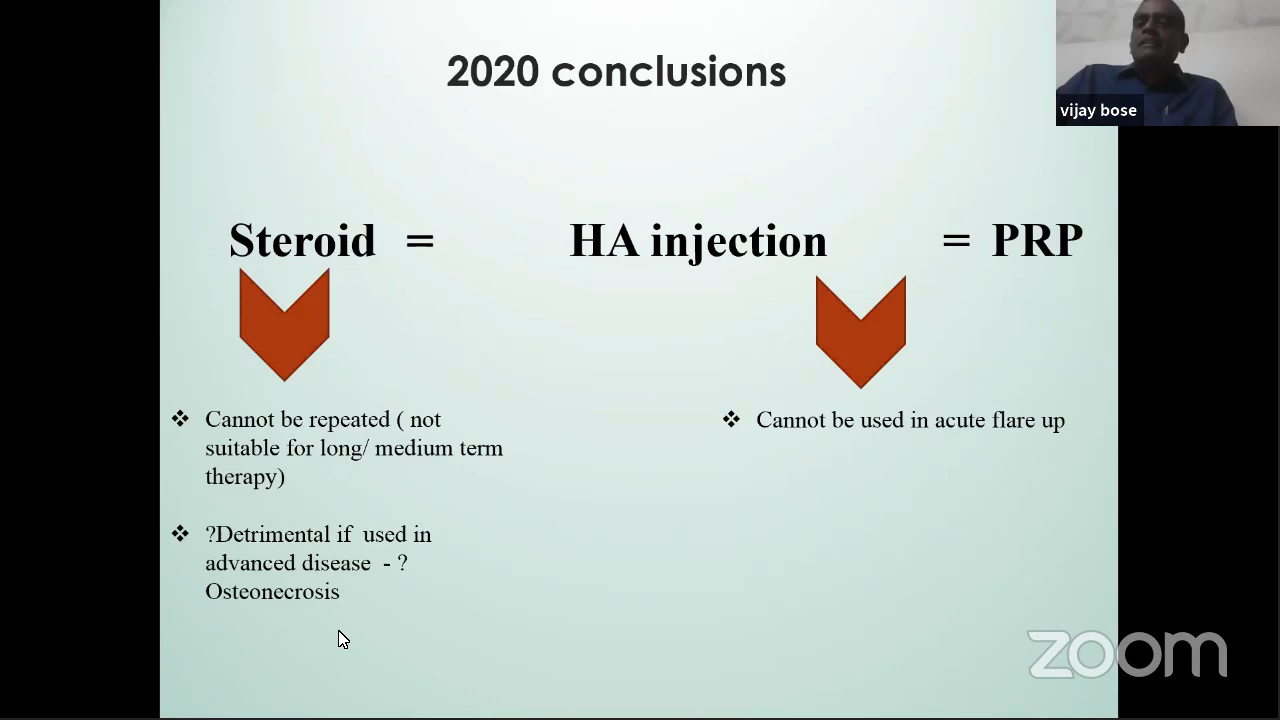 2020 conclusions
vijay bose
Steroid = HA injection = PRP
❖ Cannot be repeated ( not
suitable for long/ medium term
therapy)
❖ Cannot be used in acute flare up
❖ ?Detrimental if used in
advanced disease - ?
Osteonecrosis
zoom